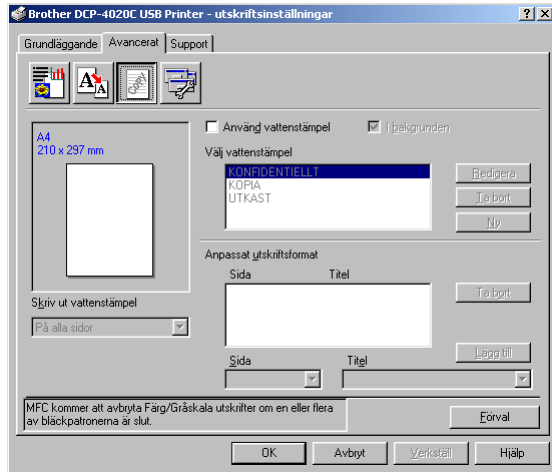 Brother DCP-4020C USB Printer - utskriftsinställningar
Grundläggande Avancerat Support
A4
210 x 297 mm
Använd vattenstämpel I bakgrunden
Välj vattenstämpel
KONFIDENTIELLT
KOPIA
UTKAST
Redigera
Ta bort
Ny
Skriv ut vattenstämpel
På alla sidor
Anpassat utskriftsformat
Sida Titel
Ta bort
Lägg till
Sida Titel
MFC kommer att avbryta Färg/Gråskala utskrifter om en eller flera
av bläckpatronerna är slut.
Förval
OK Avbryt Verkställ Hjälp